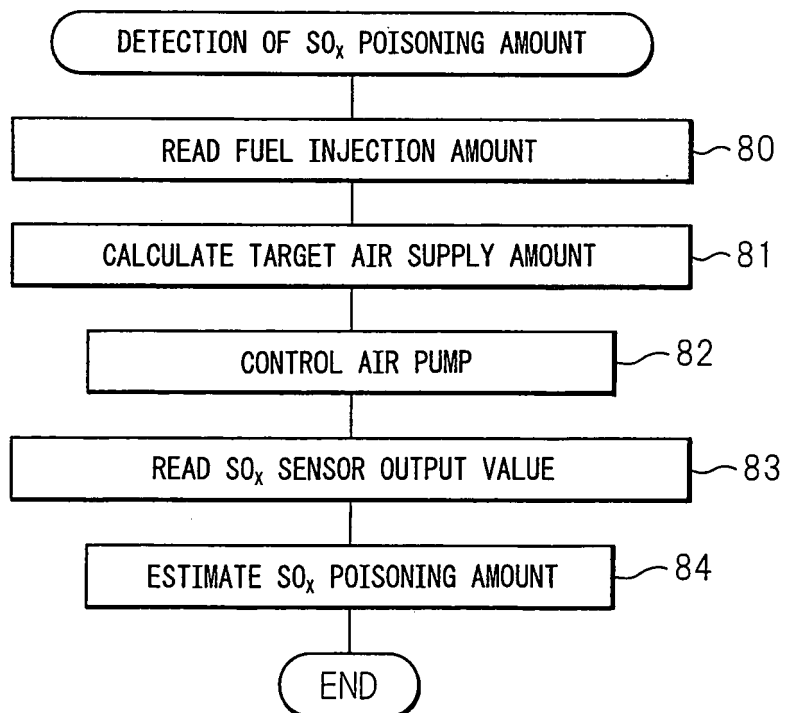 DETECTION OF SOₓ POISONING AMOUNT
READ FUEL INJECTION AMOUNT 80
CALCULATE TARGET AIR SUPPLY AMOUNT 81
CONTROL AIR PUMP 82
READ SOₓ SENSOR OUTPUT VALUE 83
ESTIMATE SOₓ POISONING AMOUNT 84
END